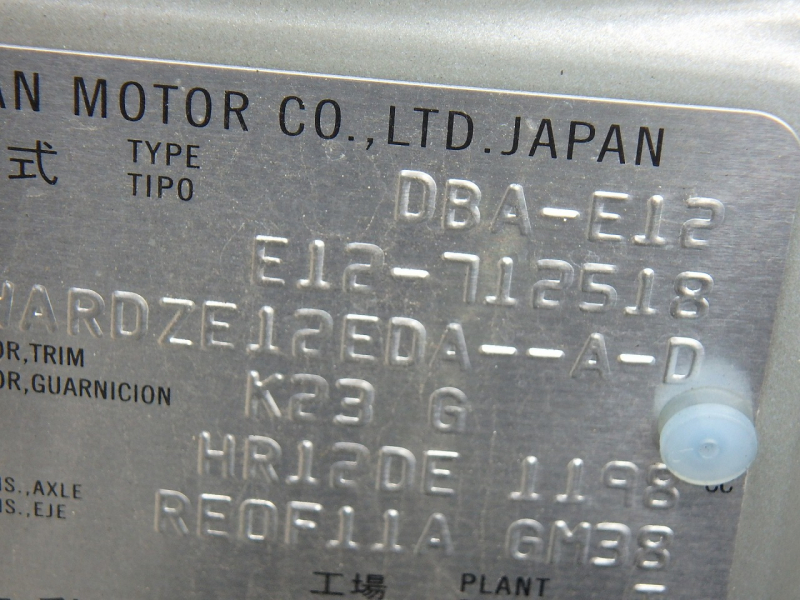 AN MOTOR CO.,LTD.JAPAN
式 TYPE DBA-E12
TIPO
E12-712518
HARDZE12EDA--A-D
OR,TRIM
OR,GUARNICION K23 G
HR12DE 1198 CC
S.,AXLE
S.,EJE RE0F11A GM38
工場 PLANT -